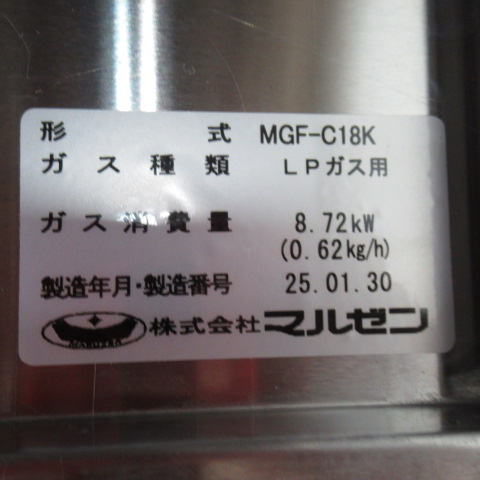 形式 MGF-C18K
ガス種類 LPガス用
ガス消費量 8.72kW
(0.62kg/h)
製造年月・製造番号 25.01.30
MARUZEN 株式会社 マルゼン